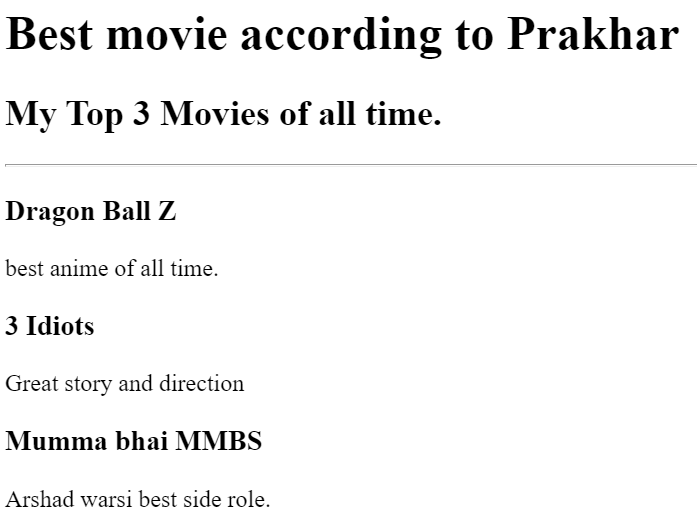 Best movie according to Prakhar
My Top 3 Movies of all time.
Dragon Ball Z
best anime of all time.
3 Idiots
Great story and direction
Mumma bhai MMBS
Arshad warsi best side role.